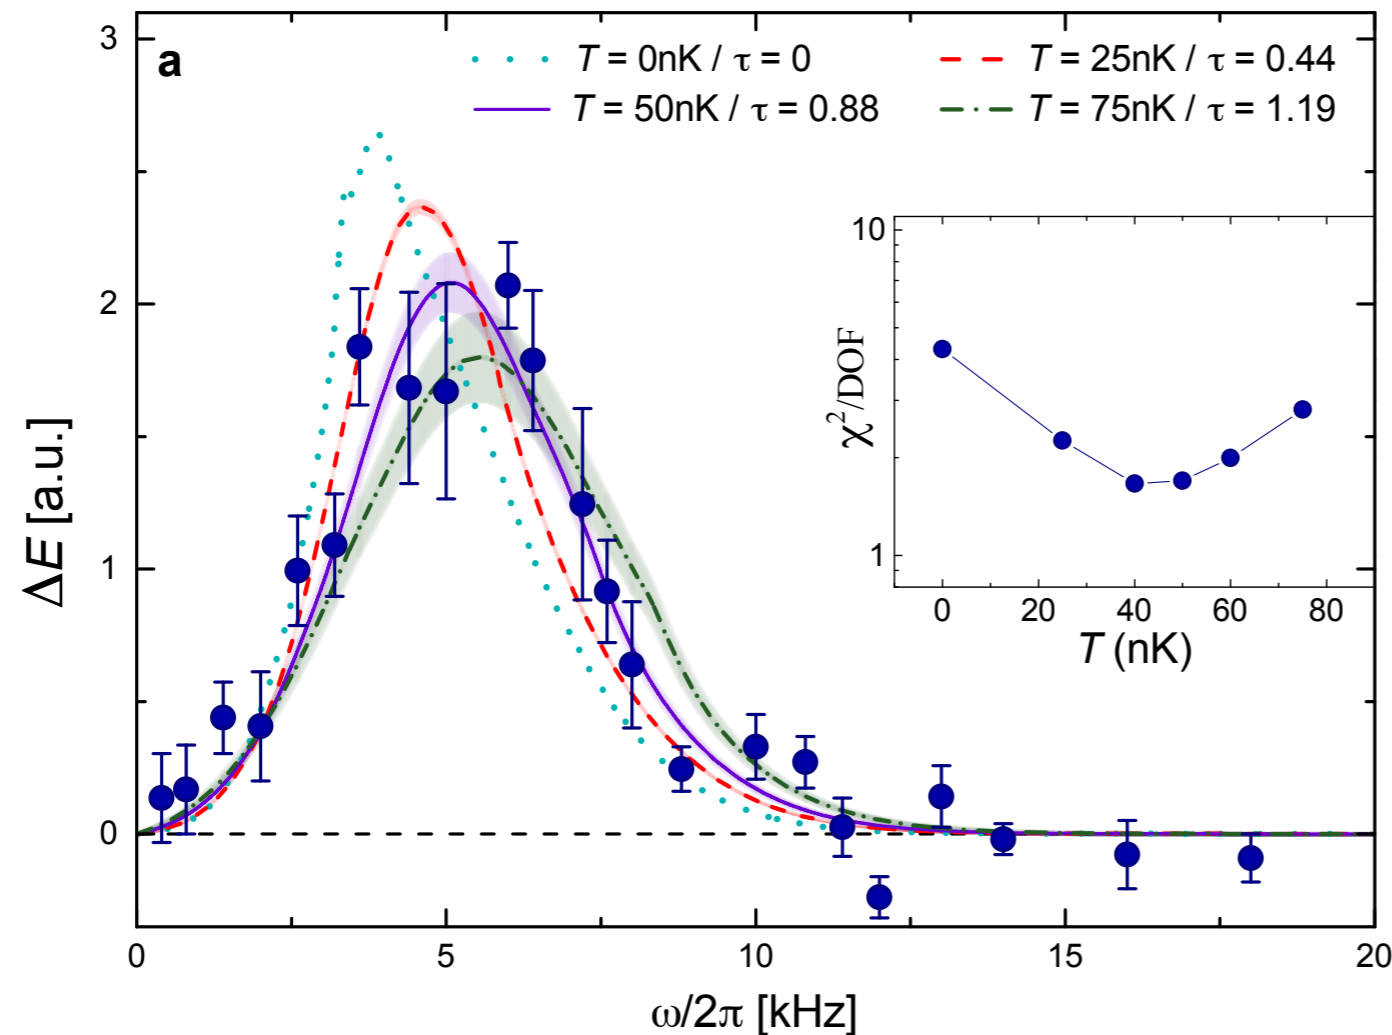 a
T = 0nK / τ = 0
T = 25nK / τ = 0.44
T = 50nK / τ = 0.88
T = 75nK / τ = 1.19
3
2
1
0
ΔE [a.u.]
0 5 10 15 20
ω/2π [kHz]
10
1
χ²/DOF
0 20 40 60 80
T (nK)